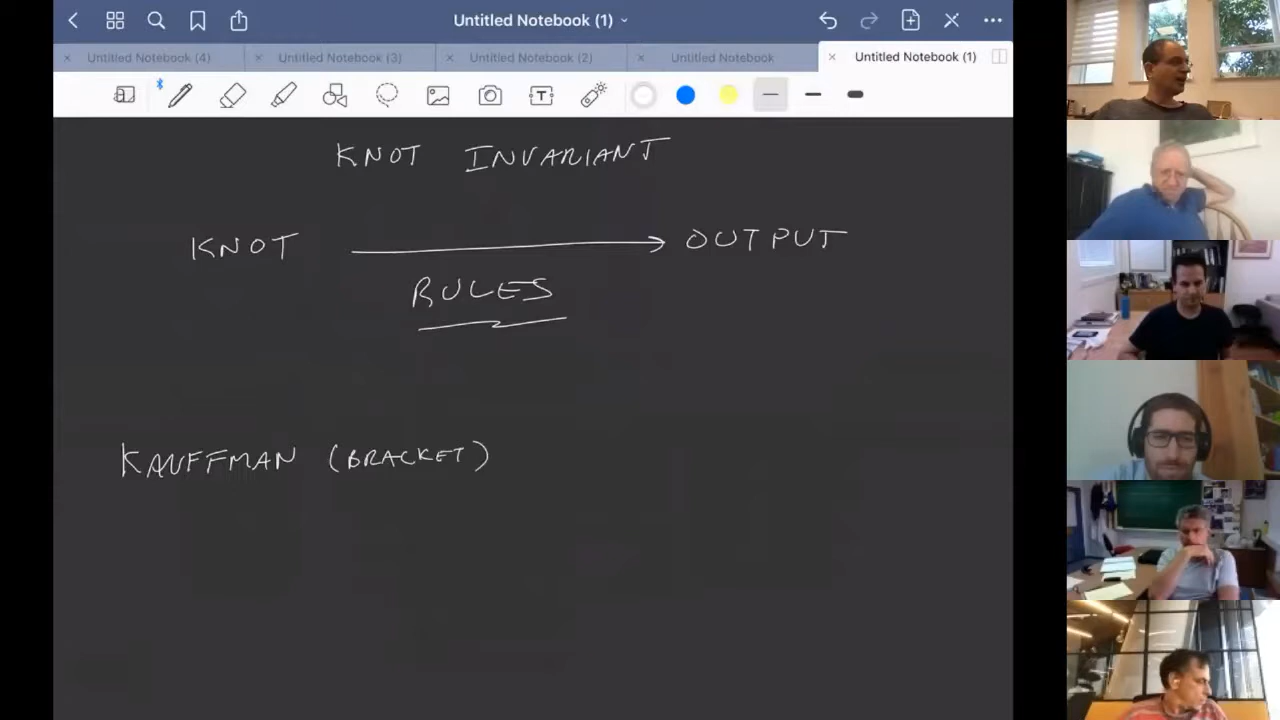 Untitled Notebook (1)
Untitled Notebook (4) Untitled Notebook (3) Untitled Notebook (2) Untitled Notebook Untitled Notebook (1)
KNOT INVARIANT
KNOT OUTPUT
RULES
KAUFFMAN (BRACKET)